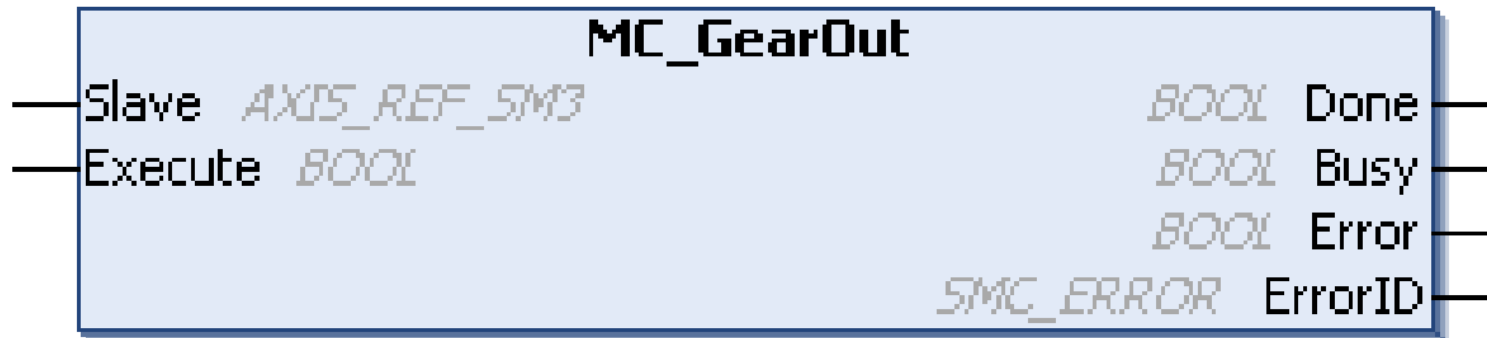 MC_GearOut
Slave AXIS_REF_SM3 BOOL Done
Execute BOOL BOOL Busy
BOOL Error
SMC_ERROR ErrorID